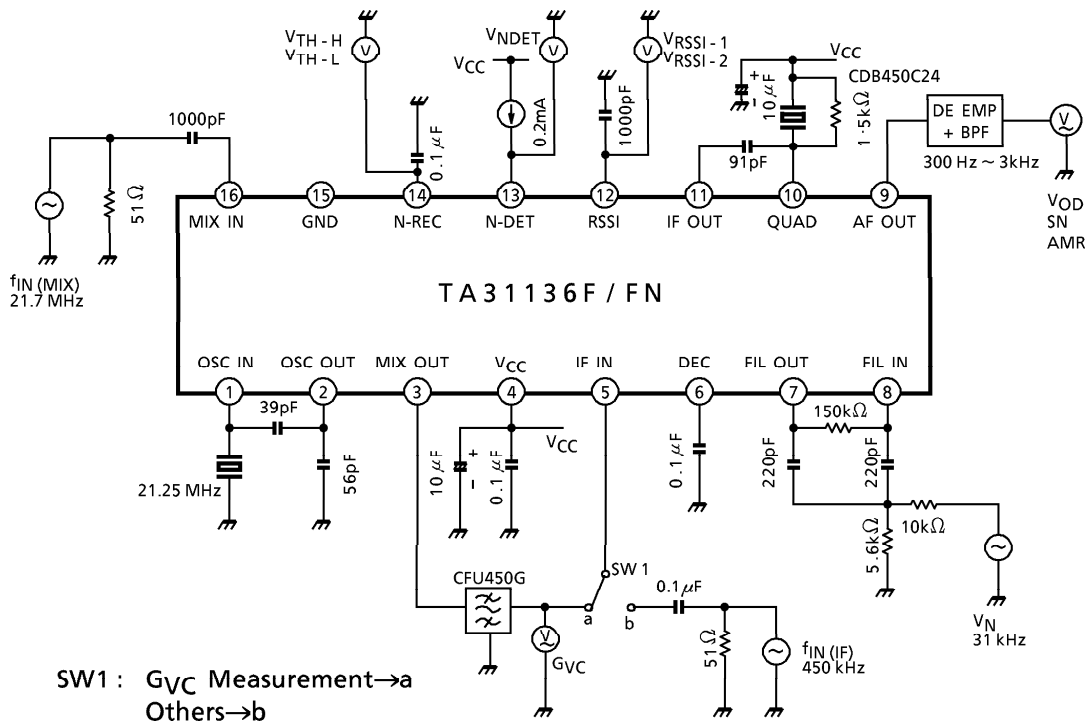 VTH - H
VTH - L
VNDET
VCC
0.2mA
VRSSI - 1
VRSSI - 2
1000pF
VCC
CDB450C24
10 μF
+
−
1·5kΩ
DE EMP
+ BPF
300 Hz ~ 3kHz
V
V
V
V
VOD
SN
AMR
1000pF
51 Ω
0.1 μF
91pF
fIN (MIX)
21.7 MHz
16
15
14
13
12
11
10
9
MIX IN
GND
N-REC
N-DET
RSSI
IF OUT
QUAD
AF OUT
TA31136F / FN
OSC IN
OSC OUT
MIX OUT
VCC
IF IN
DEC
FIL OUT
FIL IN
1
2
3
4
5
6
7
8
39pF
56pF
21.25 MHz
10 μF
+
−
0.1 μF
VCC
0.1 μF
150kΩ
220pF
220pF
10kΩ
5.6kΩ
VN
31 kHz
CFU450G
SW 1
a
b
0.1μF
V
GVC
51 Ω
fIN (IF)
450 kHz
SW1 : GVC Measurement→a
Others→b